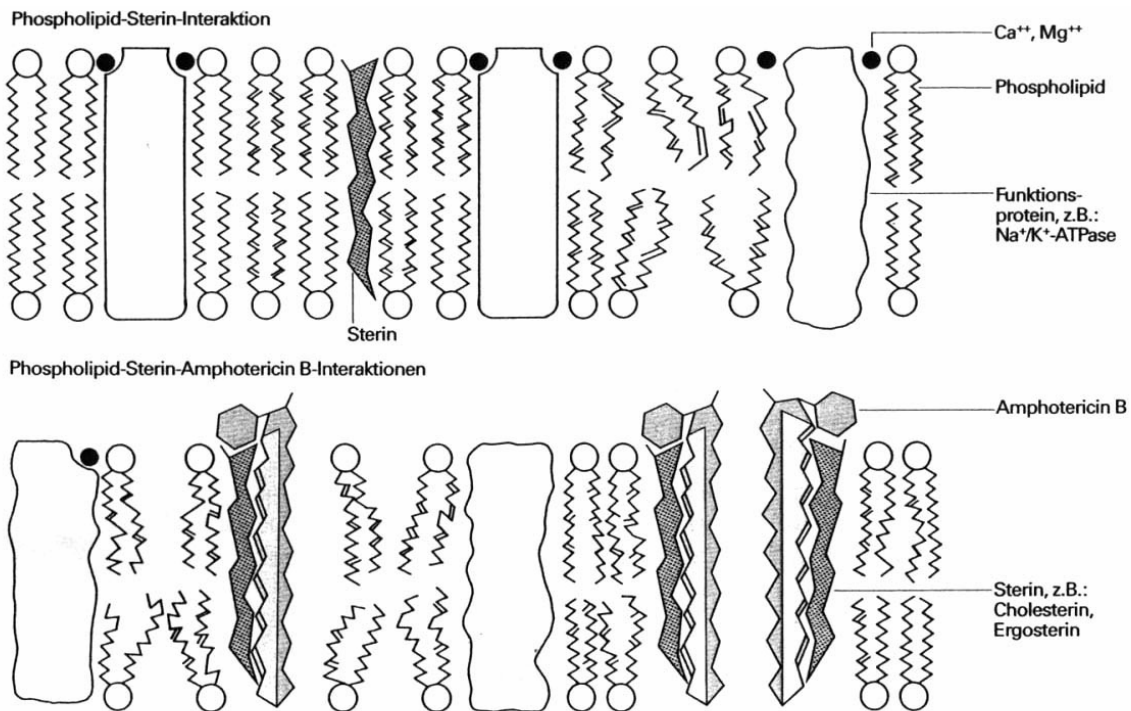 Phospholipid-Sterin-Interaktion
Ca⁺⁺, Mg⁺⁺
Phospholipid
Funktions-
protein, z.B.:
Na⁺/K⁺-ATPase
Sterin
Phospholipid-Sterin-Amphotericin B-Interaktionen
Amphotericin B
Sterin, z.B.:
Cholesterin,
Ergosterin